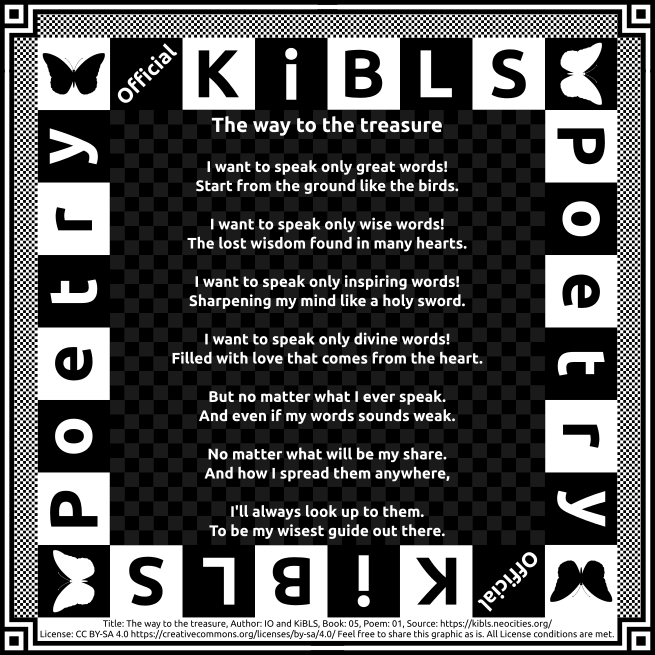 Official
K i B L S
The way to the treasure
I want to speak only great words!
Start from the ground like the birds.
I want to speak only wise words!
The lost wisdom found in many hearts.
I want to speak only inspiring words!
Sharpening my mind like a holy sword.
I want to speak only divine words!
Filled with love that comes from the heart.
But no matter what I ever speak.
And even if my words sounds weak.
No matter what will be my share.
And how I spread them anywhere,
I'll always look up to them.
To be my wisest guide out there.
Poetry
Poetry
Official
K i B L S
Title: The way to the treasure, Author: IO and KiBLS, Book: 05, Poem: 01, Source: https://kibls.neocities.org/
License: CC BY-SA 4.0 https://creativecommons.org/licenses/by-sa/4.0/ Feel free to share this graphic as is. All License conditions are met.